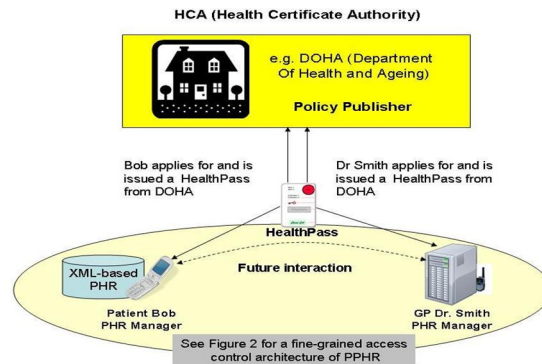 HCA (Health Certificate Authority)
e.g. DOHA (Department
Of Health and Ageing)
Policy Publisher
Bob applies for and is
issued a HealthPass
from DOHA
Dr Smith applies for and is
issued a HealthPass from
DOHA
HealthPass
XML-based
PHR
Future interaction
Patient Bob
PHR Manager
GP Dr. Smith
PHR Manager
See Figure 2 for a fine-grained access
control architecture of PPHR